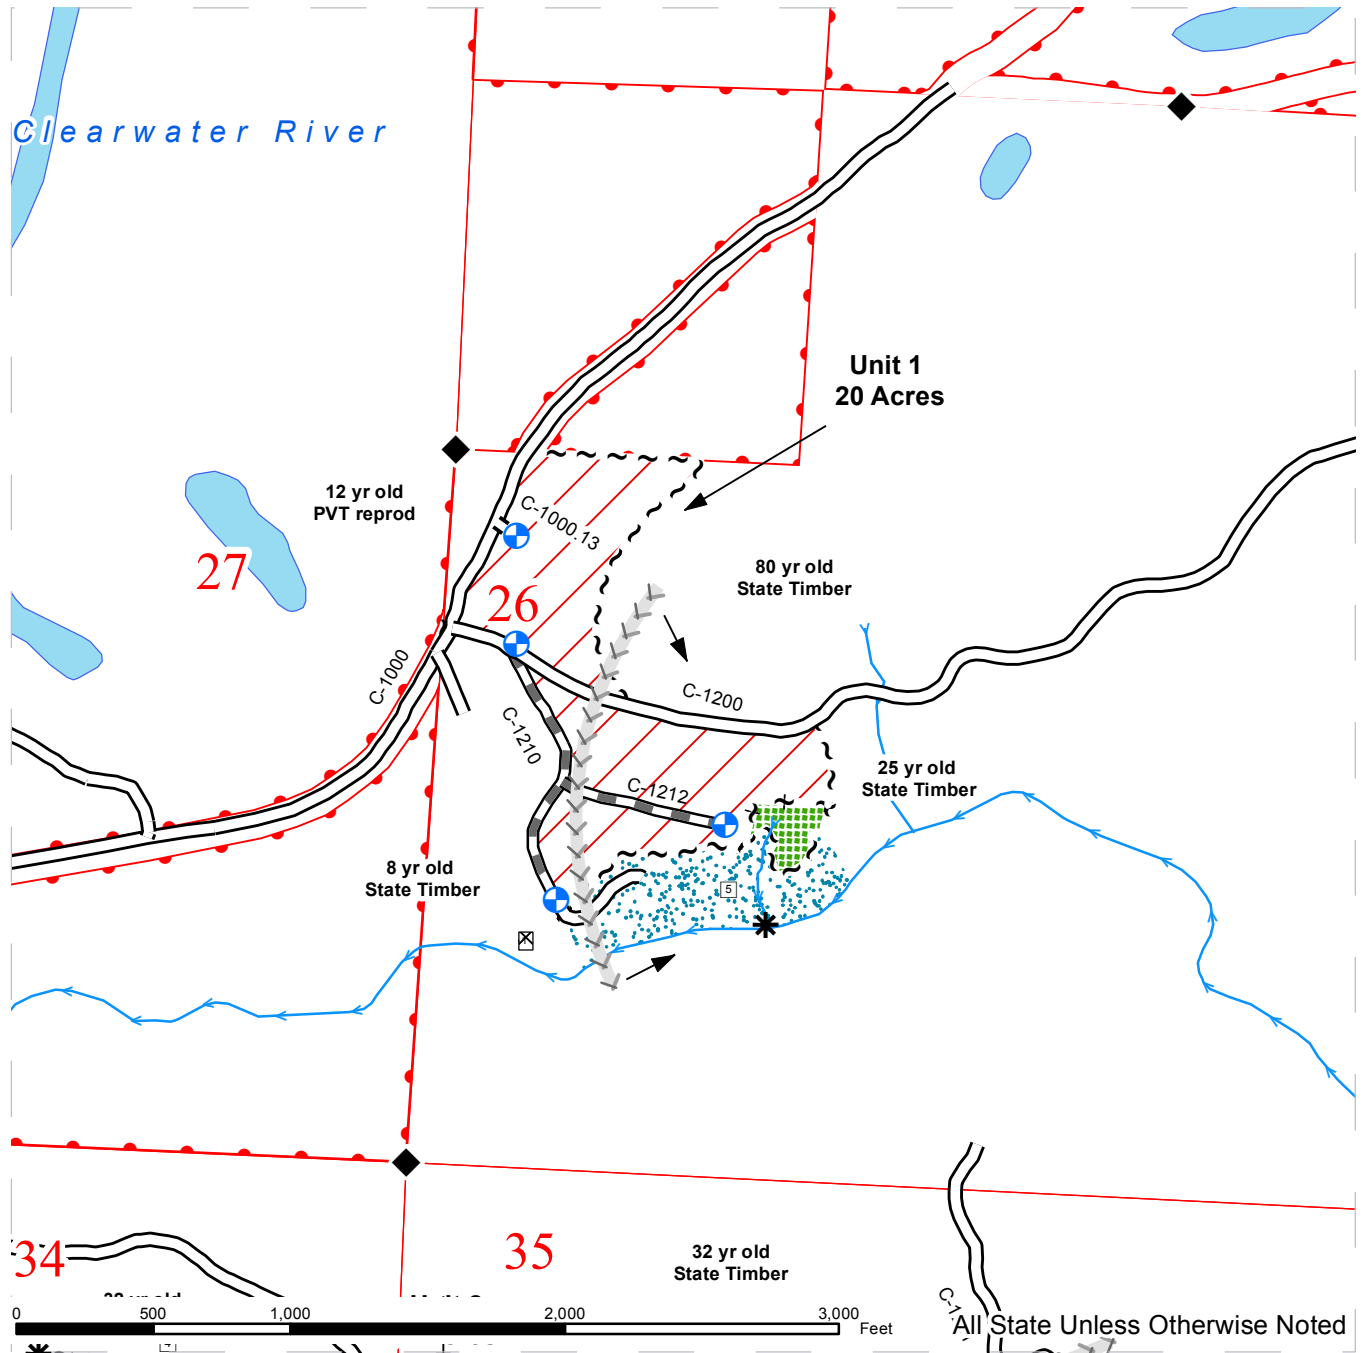 Clearwater River
Unit 1
20 Acres
12 yr old
PVT reprod
C-1000.13
27
26
80 yr old
State Timber
C-1000
C-1200
C-1210
C-1212
25 yr old
State Timber
8 yr old
State Timber
5
34
35
32 yr old
State Timber
0 500 1,000 2,000 3,000
Feet
All State Unless Otherwise Noted